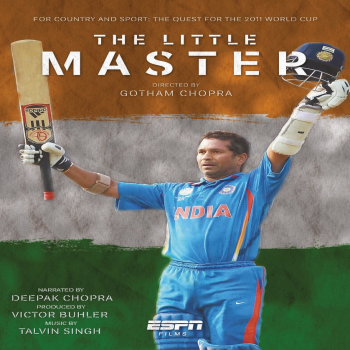 FOR COUNTRY AND SPORT: THE QUEST FOR THE 2011 WORLD CUP
THE LITTLE
MASTER
DIRECTED BY
GOTHAM CHOPRA
INDIA
NARRATED BY
DEEPAK CHOPRA
PRODUCED BY
VICTOR BUHLER
MUSIC BY
TALVIN SINGH
ESPN
FILMS